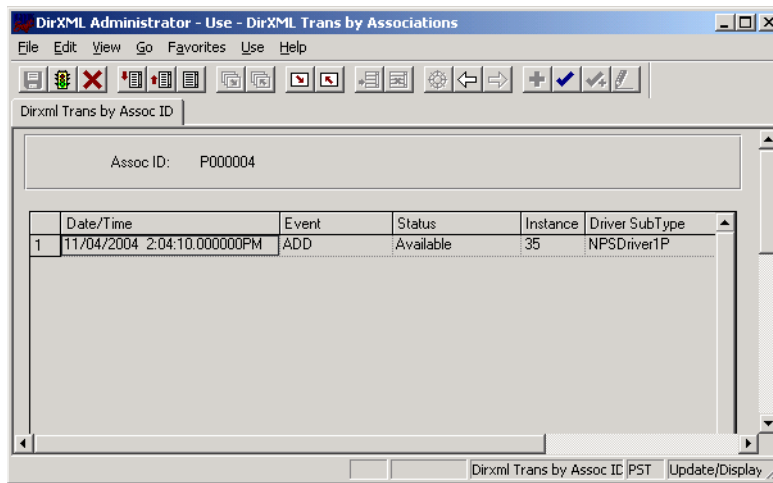 DirXML Administrator - Use - DirXML Trans by Associations
File Edit View Go Favorites Use Help
Dirxml Trans by Assoc ID
Assoc ID: P000004
Date/Time Event Status Instance Driver SubType
1 11/04/2004 2:04:10.000000PM ADD Available 35 NPSDriver1P
Dirxml Trans by Assoc ID PST Update/Display